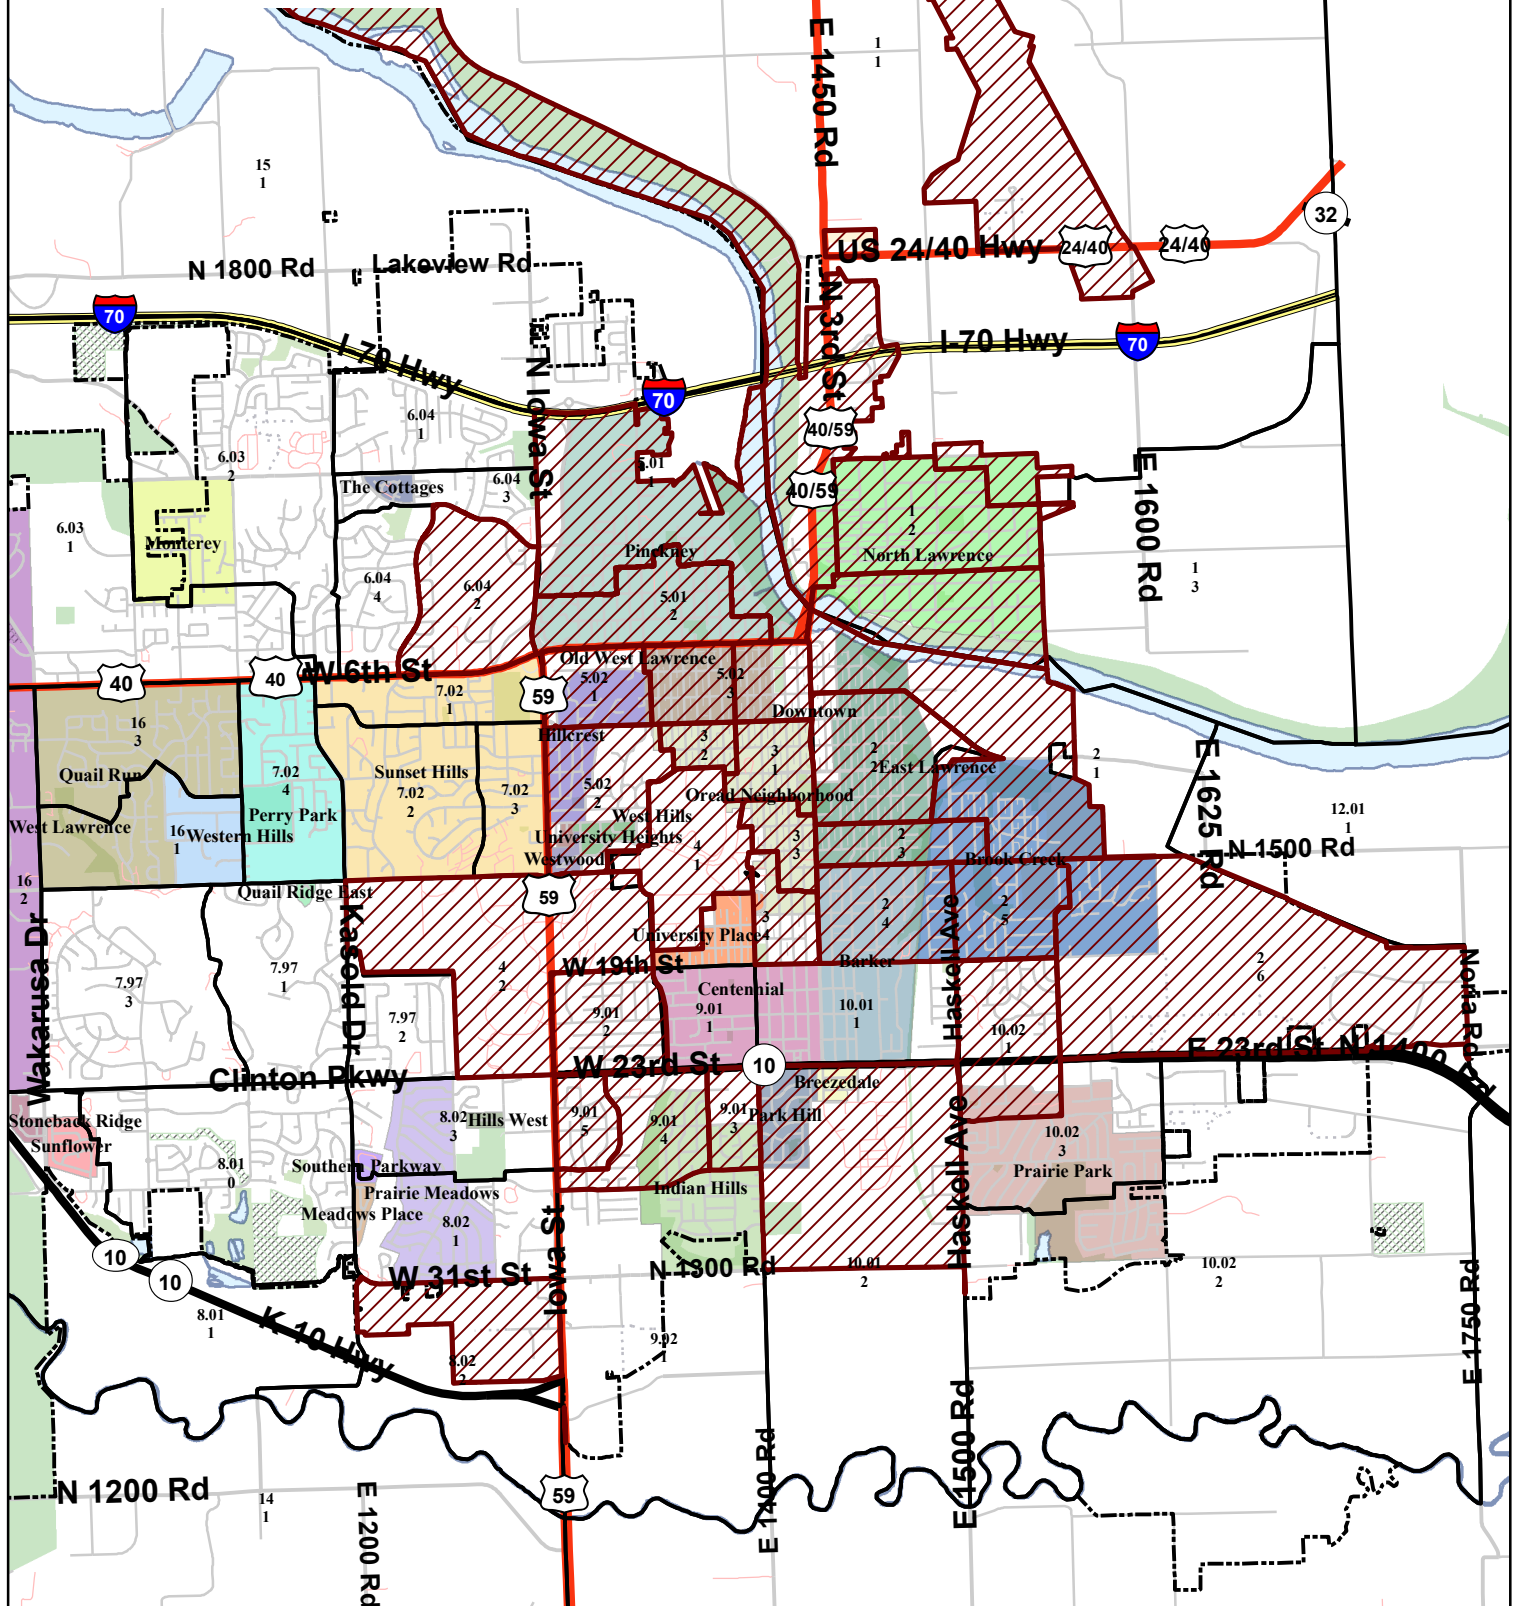 E 1450 Rd
1
1
15
1
32
US 24/40 Hwy
24/40
24/40
N 1800 Rd
Lakeview Rd
70
I-70 Hwy
N 3rd St
I-70 Hwy
70
70
N Iowa St
6.04
1
40/59
6.03
2
The Cottages
6.04
3
1
40/59
E 1600 Rd
6.03
1
Monterey
1
2
Pinckney
North Lawrence
6.04
4
6.04
2
5.01
2
1
3
40
40
W 6th St
Old West Lawrence
59
7.02
1
5.02
1
5.02
3
Downtown
16
3
Hillcrest
3
2
3
1
2
2
East Lawrence
2
1
E 1625 Rd
Quail Run
7.02
4
Sunset Hills
7.02
2
7.02
3
5.02
2
Oread Neighborhood
West Lawrence
16
1
Western Hills
Perry Park
West Hills
University Heights
Westwood
4
1
3
3
2
3
Brook Creek
12.01
1
N 1500 Rd
16
2
Quail Ridge East
59
Wakarusa Dr
Kasold Dr
3
4
University Place
2
4
2
5
Haskell Ave
7.97
3
7.97
1
4
2
W 19th St
Barker
2
6
Noria Rd
7.97
2
9.01
2
Centennial
9.01
1
10.01
1
10.02
1
W 23rd St
10
E 23rd St
N 1400 Rd
Clinton Pkwy
Breezedale
Stoneback Ridge
Sunflower
8.02
3
Hills West
9.01
5
9.01
4
9.01
3
Park Hill
Haskell Ave
10.02
3
Prairie Park
8.01
0
Southern Parkway
Prairie Meadows
Meadows Place
8.02
1
Indian Hills
10
10
W 31st St
Iowa St
N 1300 Rd
10.01
2
10.02
2
8.01
1
K-10 Hwy
8.02
2
9.02
1
E 1750 Rd
N 1200 Rd
14
1
E 1200 Rd
59
E 1400 Rd
E 1500 Rd